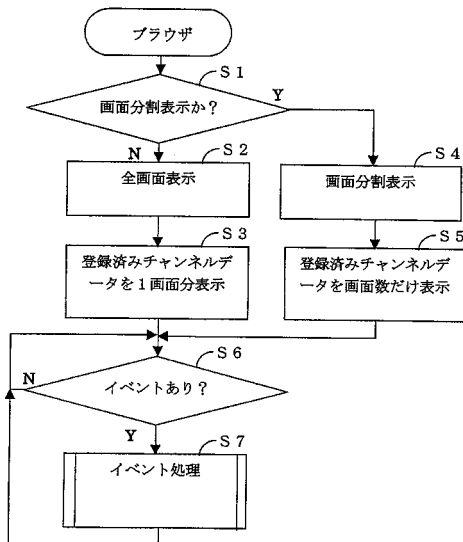 ブラウザ
S1
画面分割表示か?
Y
N
S2
全画面表示
S4
画面分割表示
S3
登録済みチャンネルデ
ータを1画面分表示
S5
登録済みチャンネルデ
ータを画面数だけ表示
S6
N
イベントあり?
Y
S7
イベント処理